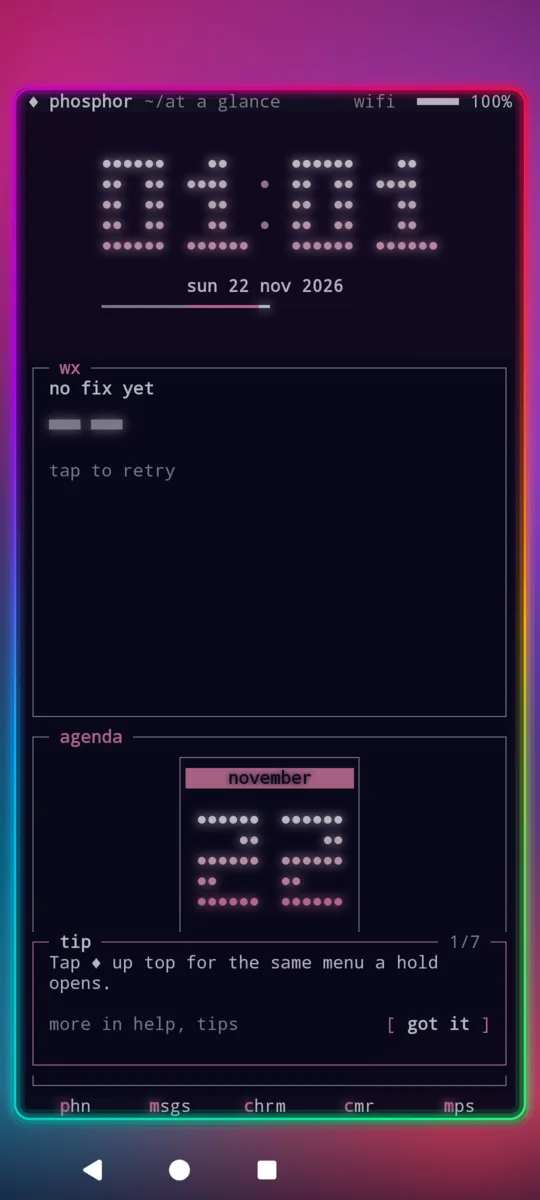 ♦ phosphor ~/at a glance wifi 100%
01:01
sun 22 nov 2026
wx
no fix yet
tap to retry
agenda
november
22
tip 1/7
Tap ♦ up top for the same menu a hold
opens.
more in help, tips [ got it ]
phn msgs chrm cmr mps